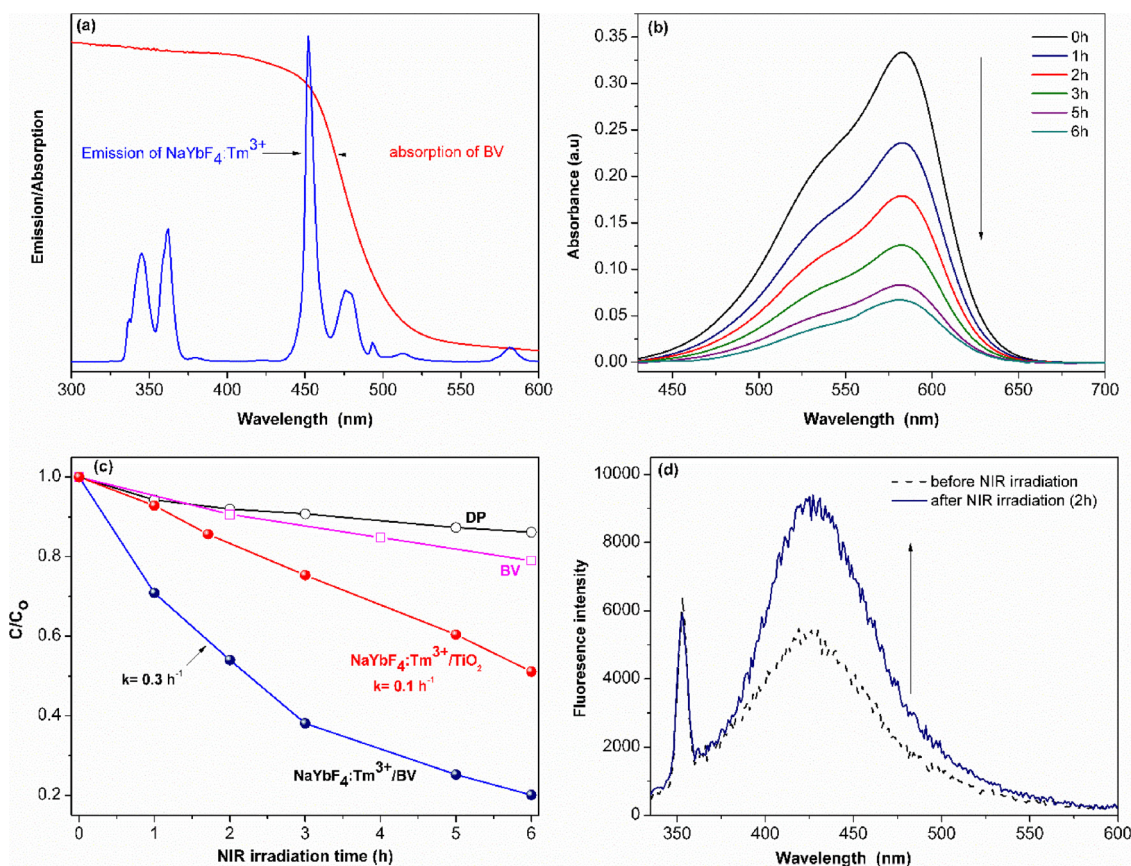 (a)
Emission of NaYbF₄:Tm³⁺
absorption of BV
Emission/Absorption
300 350 400 450 500 550 600
Wavelength (nm)
(b)
0h
1h
2h
3h
5h
6h
0.35
0.30
0.25
0.20
0.15
0.10
0.05
0.00
Absorbance (a.u)
450 500 550 600 650 700
Wavelength (nm)
(c)
1.0
0.8
0.6
0.4
0.2
C/C₀
DP
BV
NaYbF₄:Tm³⁺/TiO₂
k= 0.1 h⁻¹
k= 0.3 h⁻¹
NaYbF₄:Tm³⁺/BV
0 1 2 3 4 5 6
NIR irradiation time (h)
(d)
before NIR irradiation
after NIR irradiation (2h)
10000
8000
6000
4000
2000
0
Fluoresence intensity
350 400 450 500 550 600
Wavelength (nm)